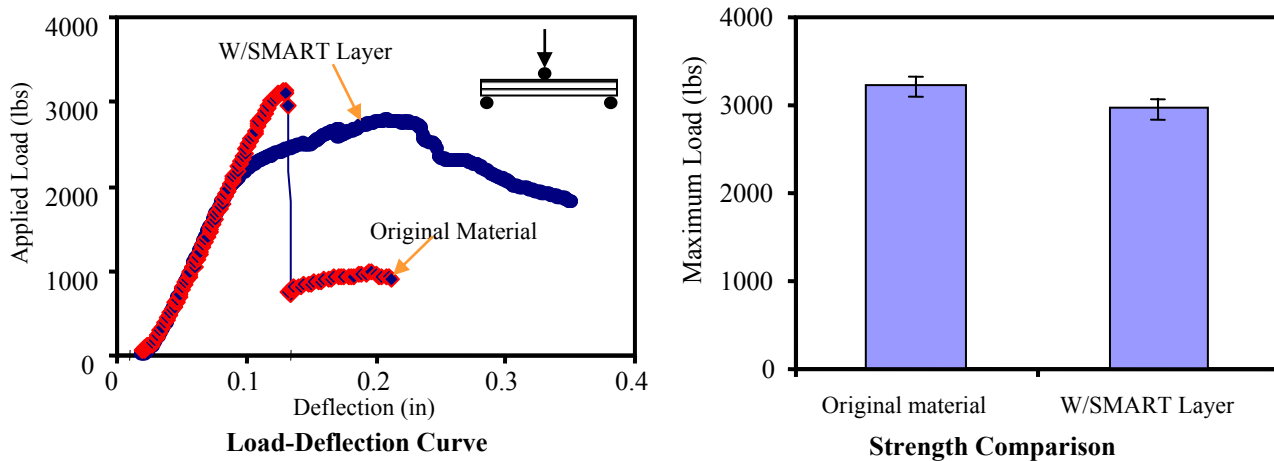 4000
3000
2000
1000
0
Applied Load (lbs)
W/SMART Layer
Original Material
0 0.1 0.2 0.3 0.4
Deflection (in)
Load-Deflection Curve
4000
3000
2000
1000
0
Maximum Load (lbs)
Original material W/SMART Layer
Strength Comparison